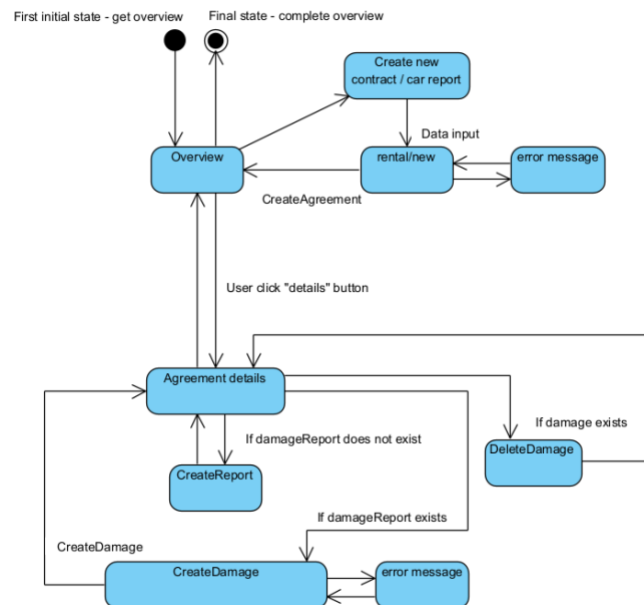 First initial state - get overview
Final state - complete overview
Create new
contract / car report
Data input
Overview
rental/new
error message
CreateAgreement
User click "details" button
Agreement details
If damage exists
If damageReport does not exist
DeleteDamage
CreateReport
If damageReport exists
CreateDamage
CreateDamage
error message